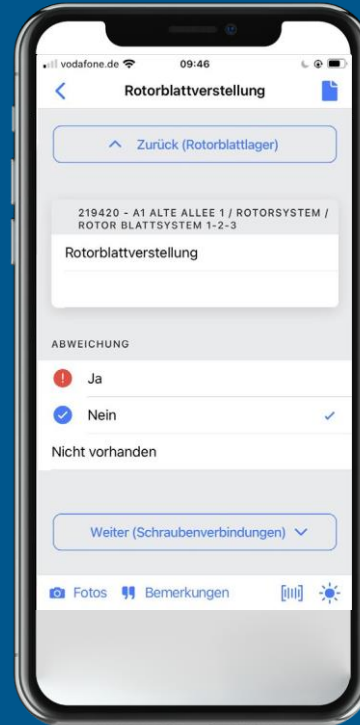 vodafone.de 09:46
Rotorblattverstellung
Zurück (Rotorblattlager)
219420 - A1 ALTE ALLEE 1 / ROTORSYSTEM /
ROTOR BLATTSYSTEM 1-2-3
Rotorblattverstellung
ABWEICHUNG
Ja
Nein
Nicht vorhanden
Weiter (Schraubenverbindungen)
Fotos Bemerkungen